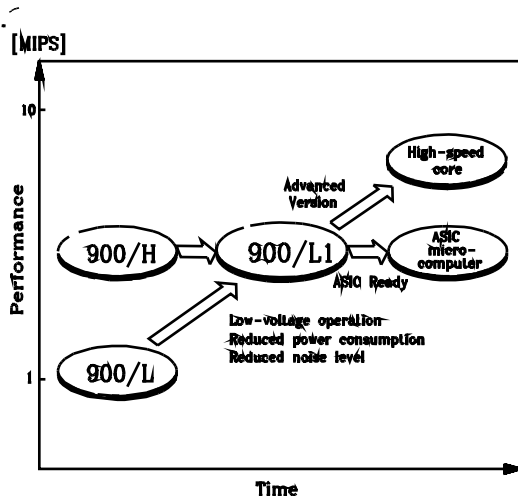 [MIPS]
10
High-speed
core
Advanced
Version
Performance
900/H
900/L1
ASIC
micro-
computer
ASIC Ready
Low-voltage operation
Reduced power consumption
Reduced noise level
900/L
1
Time